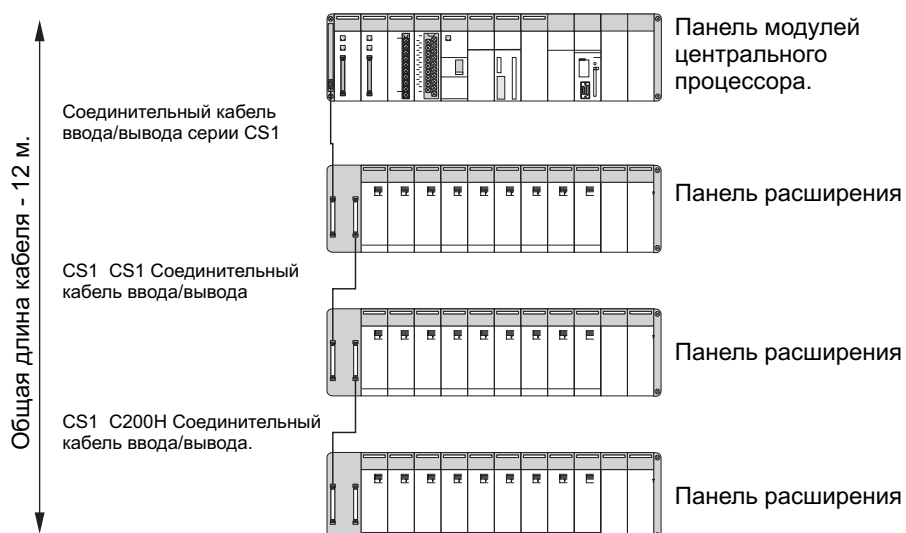 Панель модулей
центрального
процессора.
Соединительный кабель
ввода/вывода серии CS1
Общая длина кабеля - 12 м.
Панель расширения
CS1 CS1 Соединительный
кабель ввода/вывода
Панель расширения
CS1 C200H Соединительный
кабель ввода/вывода.
Панель расширения